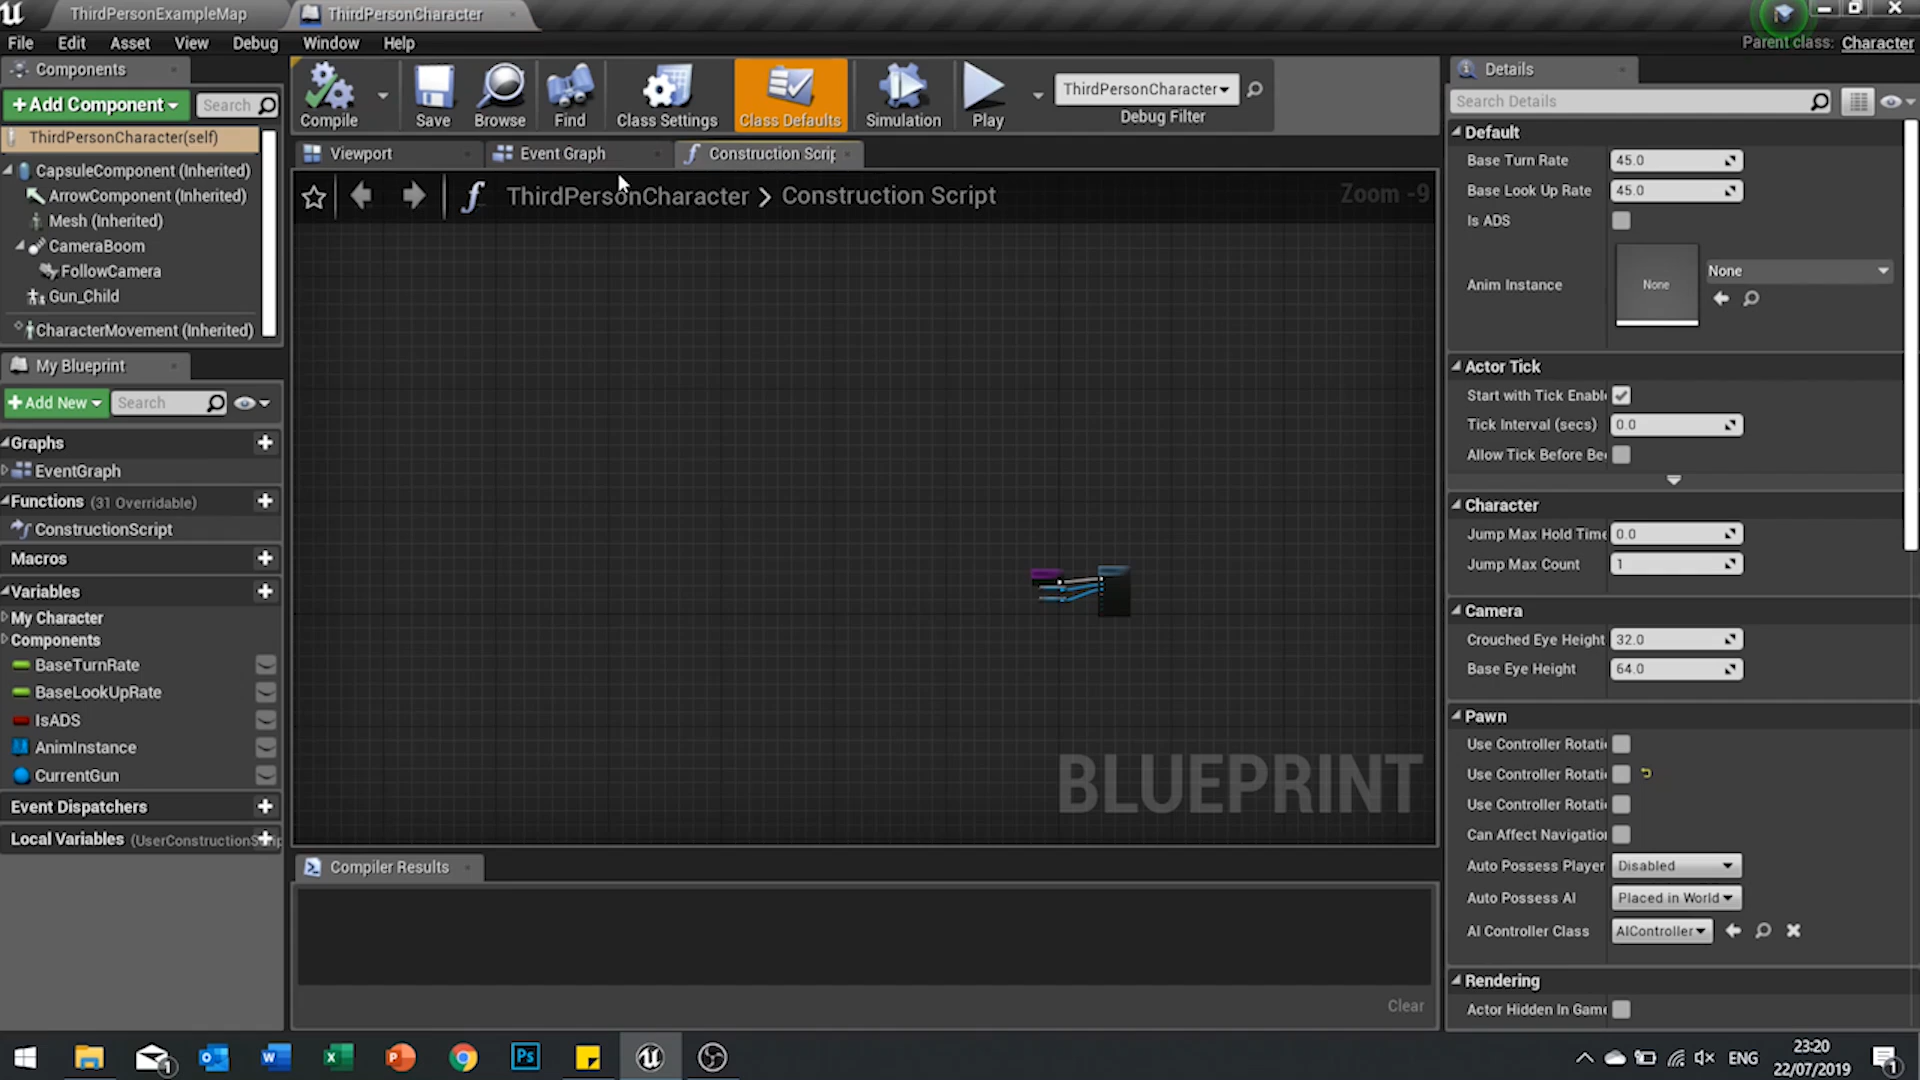 ThirdPersonExampleMap
ThirdPersonCharacter
File Edit Asset View Debug Window Help
Parent class: Character
Components
+Add Component
Search
ThirdPersonCharacter(self)
CapsuleComponent (Inherited)
ArrowComponent (Inherited)
Mesh (Inherited)
CameraBoom
FollowCamera
Gun_Child
CharacterMovement (Inherited)
My Blueprint
+Add New
Search
Graphs
EventGraph
Functions (31 Overridable)
ConstructionScript
Macros
Variables
My Character
Components
BaseTurnRate
BaseLookUpRate
IsADS
AnimInstance
CurrentGun
Event Dispatchers
Local Variables (UserConstructionScrip
Compile
Save
Browse
Find
Class Settings
Class Defaults
Simulation
Play
ThirdPersonCharacter
Debug Filter
Viewport
Event Graph
Construction Scrip
ThirdPersonCharacter > Construction Script
Zoom -9
BLUEPRINT
Compiler Results
Clear
Details
Search Details
Default
Base Turn Rate 45.0
Base Look Up Rate 45.0
Is ADS
Anim Instance
None
None
Actor Tick
Start with Tick Enabl
Tick Interval (secs) 0.0
Allow Tick Before Be
Character
Jump Max Hold Time 0.0
Jump Max Count 1
Camera
Crouched Eye Height 32.0
Base Eye Height 64.0
Pawn
Use Controller Rotati
Use Controller Rotati
Use Controller Rotati
Can Affect Navigation
Auto Possess Player Disabled
Auto Possess AI Placed in World
AI Controller Class AIController
Rendering
Actor Hidden In Game
ENG
23:20
22/07/2019